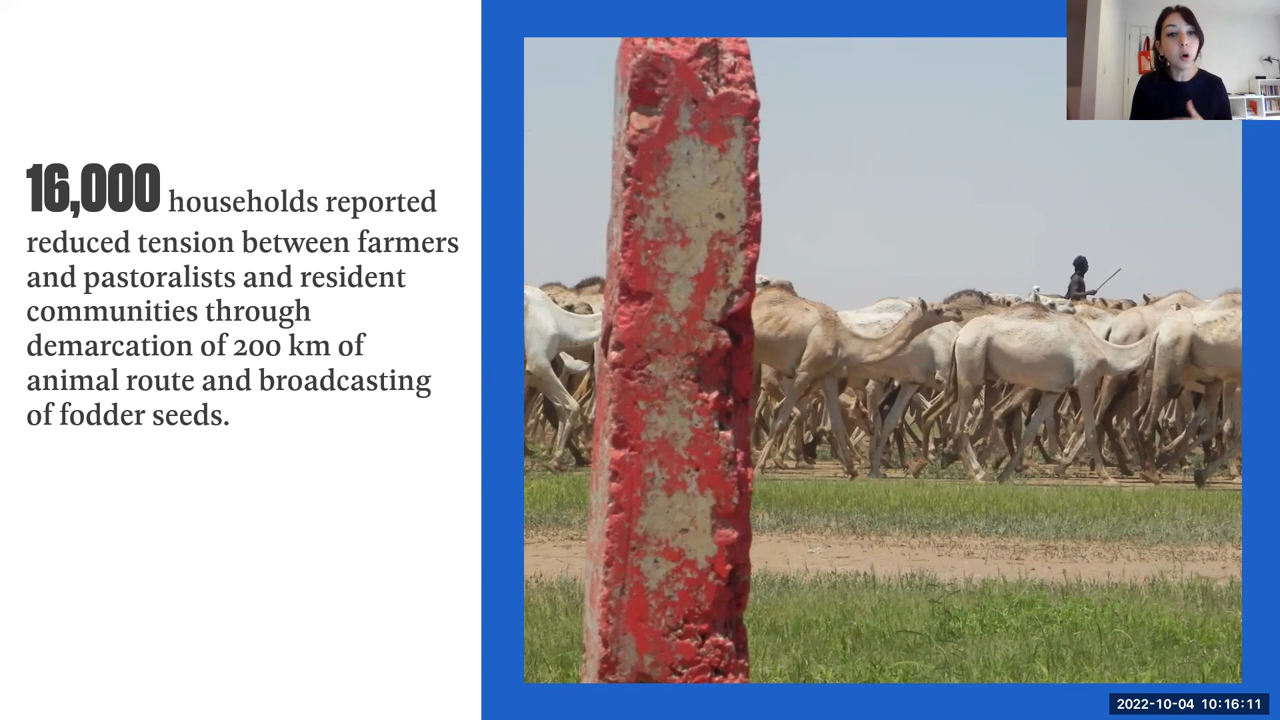 16,000 households reported
reduced tension between farmers
and pastoralists and resident
communities through
demarcation of 200 km of
animal route and broadcasting
of fodder seeds.
2022-10-04 10:16:11